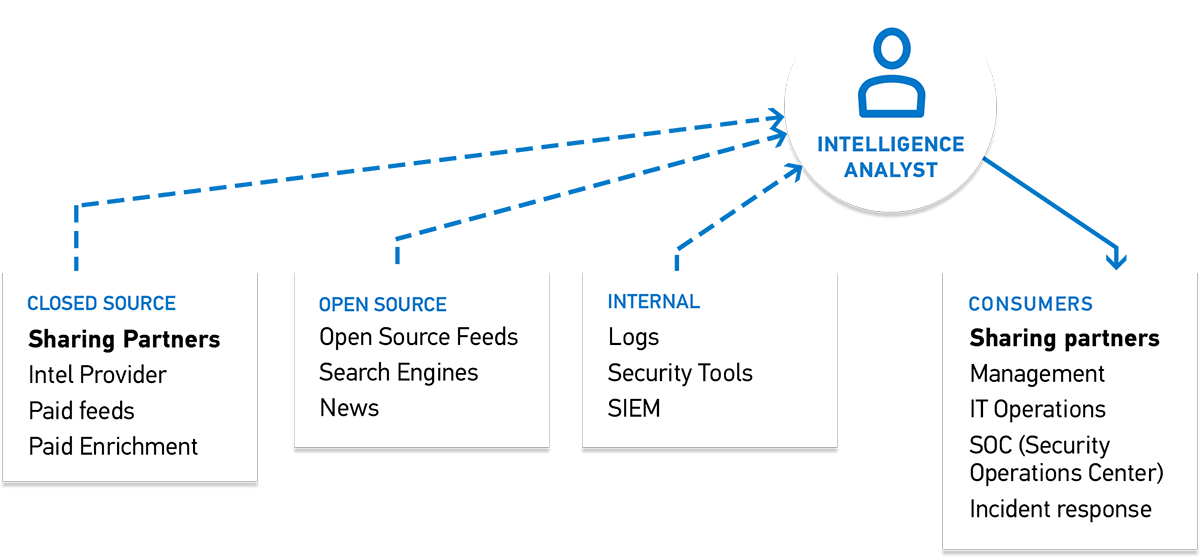 INTELLIGENCE
ANALYST
CLOSED SOURCE
Sharing Partners
Intel Provider
Paid feeds
Paid Enrichment
OPEN SOURCE
Open Source Feeds
Search Engines
News
INTERNAL
Logs
Security Tools
SIEM
CONSUMERS
Sharing partners
Management
IT Operations
SOC (Security
Operations Center)
Incident response